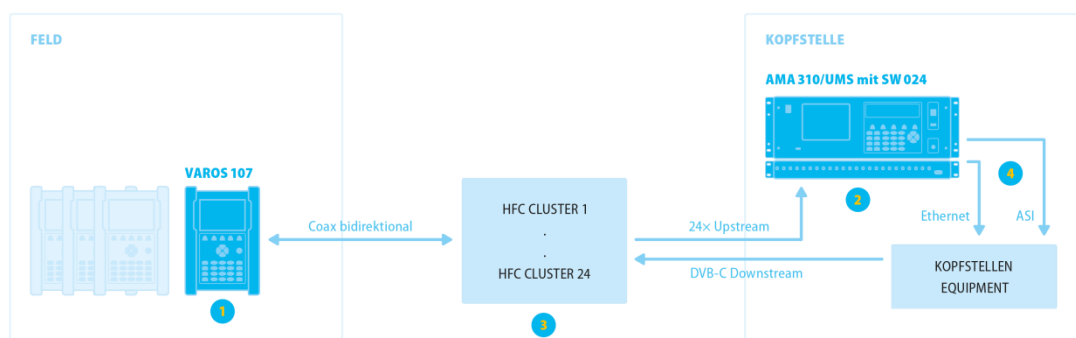 FELD
KOPFSTELLE
AMA 310/UMS mit SW 024
VAROS 107
4
2
HFC CLUSTER 1
.
.
HFC CLUSTER 24
Coax bidirektional
24× Upstream
Ethernet
ASI
DVB-C Downstream
KOPFSTELLEN
EQUIPMENT
1
3